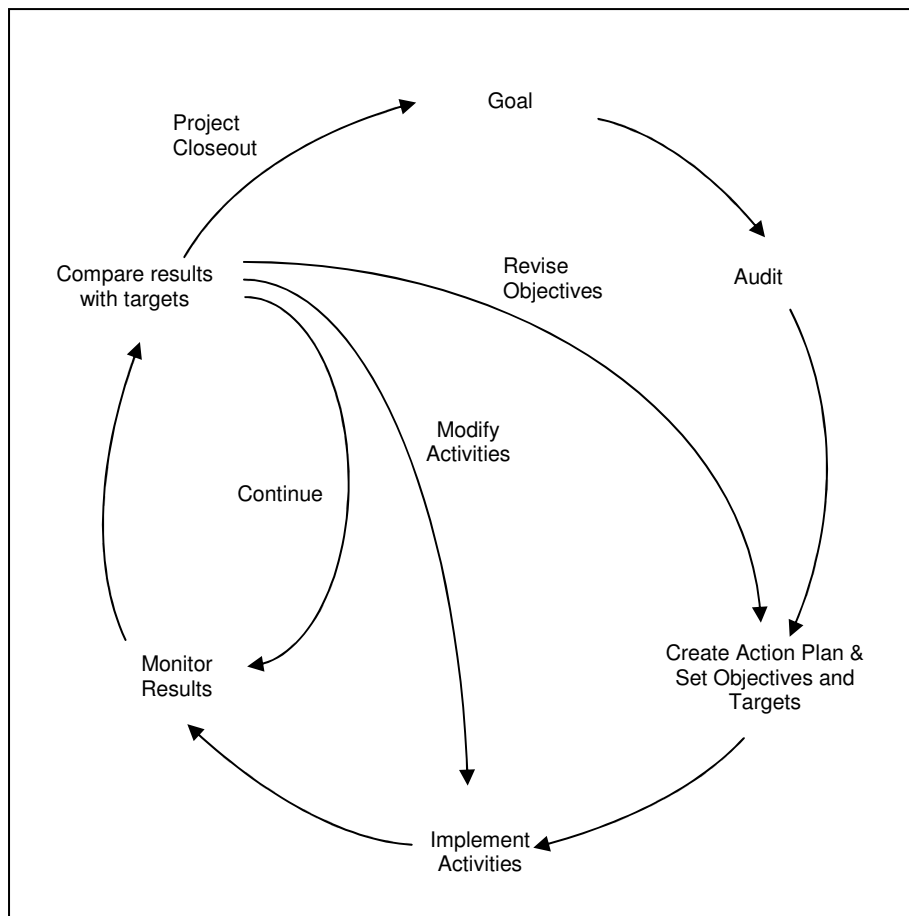 Goal
Project
Closeout
Compare results
with targets
Revise
Objectives
Audit
Modify
Activities
Continue
Monitor
Results
Create Action Plan &
Set Objectives and
Targets
Implement
Activities